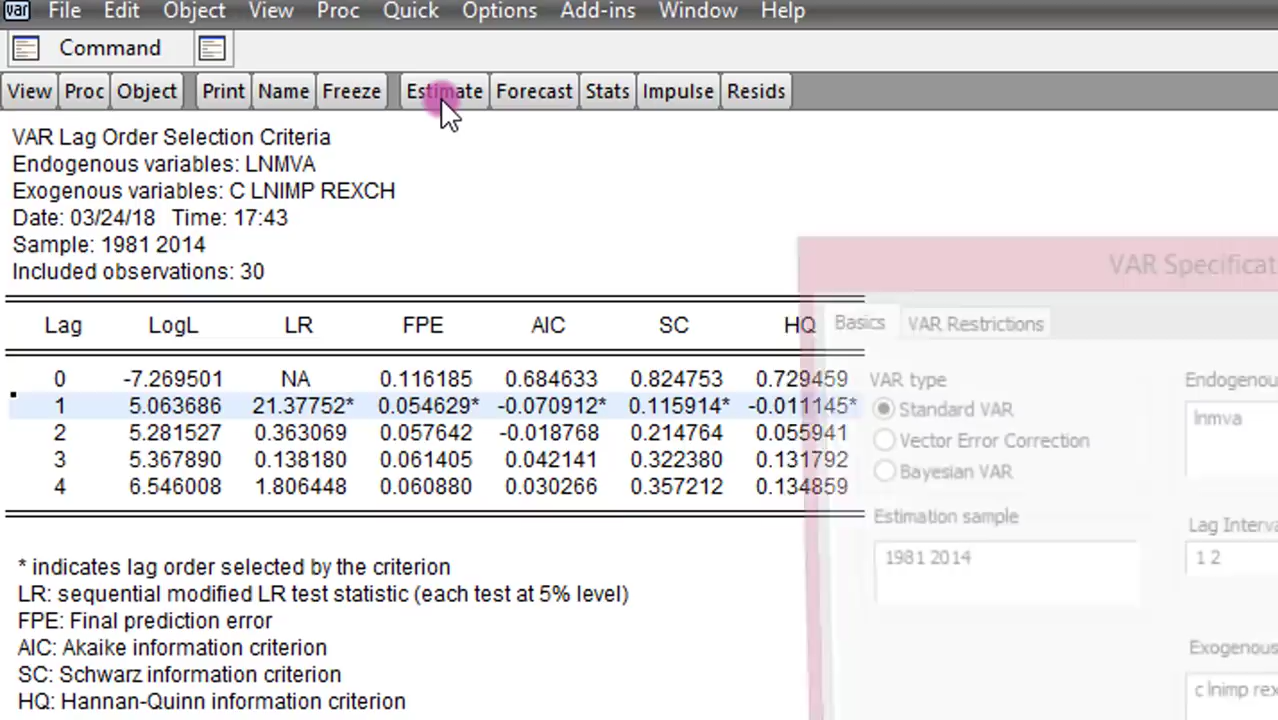 var File Edit Object View Proc Quick Options Add-ins Window Help
Command
View Proc Object Print Name Freeze Estimate Forecast Stats Impulse Resids
VAR Lag Order Selection Criteria
Endogenous variables: LNMVA
Exogenous variables: C LNIMP REXCH
Date: 03/24/18 Time: 17:43
Sample: 1981 2014
Included observations: 30
Lag LogL LR FPE AIC SC HQ
0 -7.269501 NA 0.116185 0.684633 0.824753 0.729459
1 5.063686 21.37752* 0.054629* -0.070912* 0.115914* -0.011145*
2 5.281527 0.363069 0.057642 -0.018768 0.214764 0.055941
3 5.367890 0.138180 0.061405 0.042141 0.322380 0.131792
4 6.546008 1.806448 0.060880 0.030266 0.357212 0.134859
* indicates lag order selected by the criterion
LR: sequential modified LR test statistic (each test at 5% level)
FPE: Final prediction error
AIC: Akaike information criterion
SC: Schwarz information criterion
HQ: Hannan-Quinn information criterion
VAR Specificat
Basics VAR Restrictions
VAR type
Standard VAR
Vector Error Correction
Bayesian VAR
Estimation sample
1981 2014
Endogenou
lnmva
Lag Interva
1 2
Exogenous
c lnimp rex